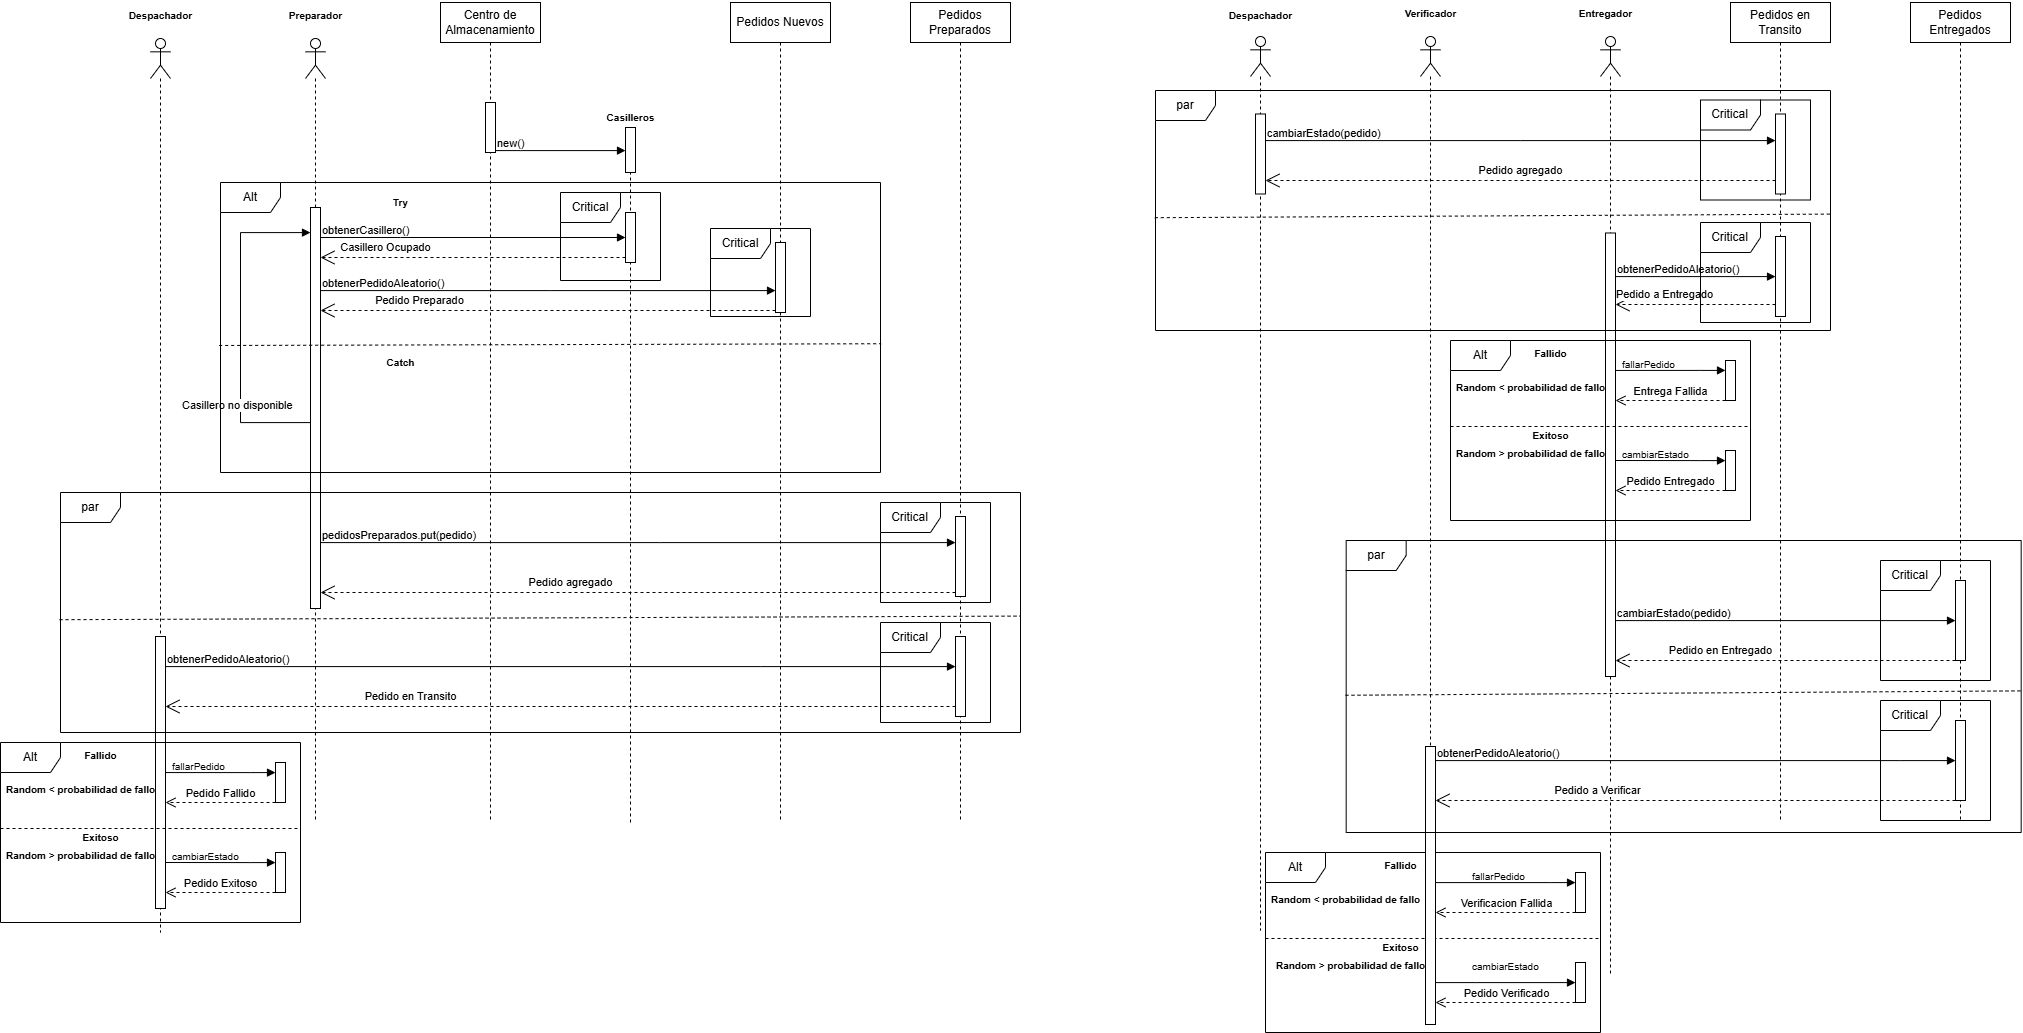 Despachador
Preparador
Centro de
Almacenamiento
Pedidos Nuevos
Pedidos
Preparados
Casilleros
new()
Alt
Try
Critical
obtenerCasillero()
Casillero Ocupado
Critical
obtenerPedidoAleatorio()
Pedido Preparado
Catch
Casillero no disponible
par
Critical
pedidosPreparados.put(pedido)
Pedido agregado
Critical
obtenerPedidoAleatorio()
Pedido en Transito
Alt
Fallido
fallarPedido
Random < probabilidad de fallo
Pedido Fallido
Exitoso
Random > probabilidad de fallo
cambiarEstado
Pedido Exitoso
Despachador
Verificador
Entregador
Pedidos en
Transito
Pedidos
Entregados
par
Critical
cambiarEstado(pedido)
Pedido agregado
Critical
obtenerPedidoAleatorio()
Pedido a Entregado
Alt
Fallido
fallarPedido
Random < probabilidad de fallo
Entrega Fallida
Exitoso
Random > probabilidad de fallo
cambiarEstado
Pedido Entregado
par
Critical
cambiarEstado(pedido)
Pedido en Entregado
Critical
obtenerPedidoAleatorio()
Pedido a Verificar
Alt
Fallido
fallarPedido
Random < probabilidad de fallo
Verificacion Fallida
Exitoso
Random > probabilidad de fallo
cambiarEstado
Pedido Verificado